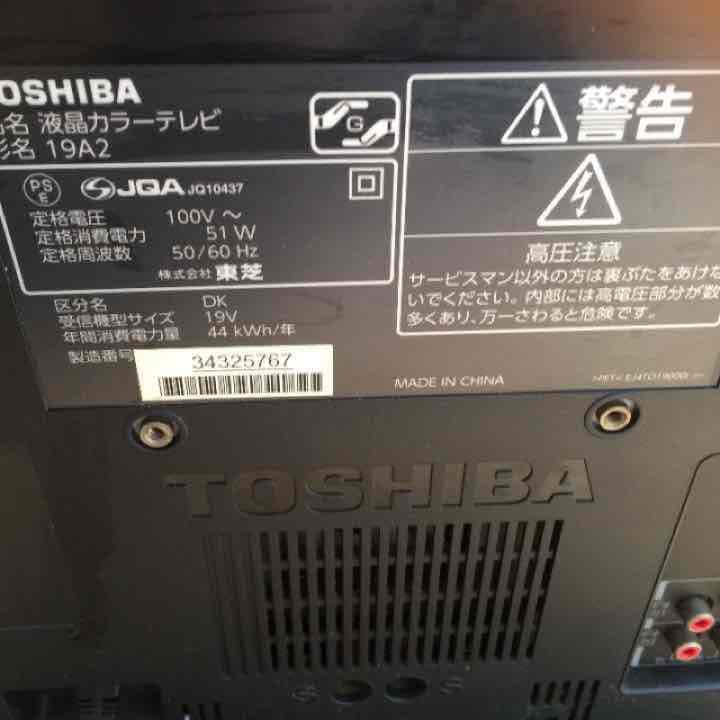 TOSHIBA
品名 液晶カラーテレビ
形名 19A2
G
警告
PS
E
JQA JQ10437
定格電圧 100V ～
定格消費電力 51 W
定格周波数 50/60 Hz
株式会社 東芝
高圧注意
サービスマン以外の方は裏ぶたをあけな
いでください。内部には高電圧部分が数
多くあり、万一さわると危険です。
区分名 DK
受信機型サイズ 19V
年間消費電力量 44 kWh/年
製造番号 34325767
MADE IN CHINA
TOSHIBA